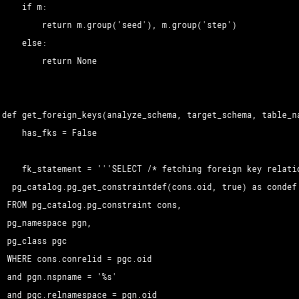 if m:
return m.group('seed'), m.group('step')
else:
return None
def get_foreign_keys(analyze_schema, target_schema,
has_fks = False
fk_statement = '''SELECT /* fetching foreign key
pg_catalog.pg_get_constraintdef(cons.oid, true) as condef
FROM pg_catalog.pg_constraint cons,
pg_namespace pgn,
pg_class pgc
WHERE cons.conrelid = pgc.oid
and pgn.nspname = '%s'
and pgc.relnamespace = pgn.oid